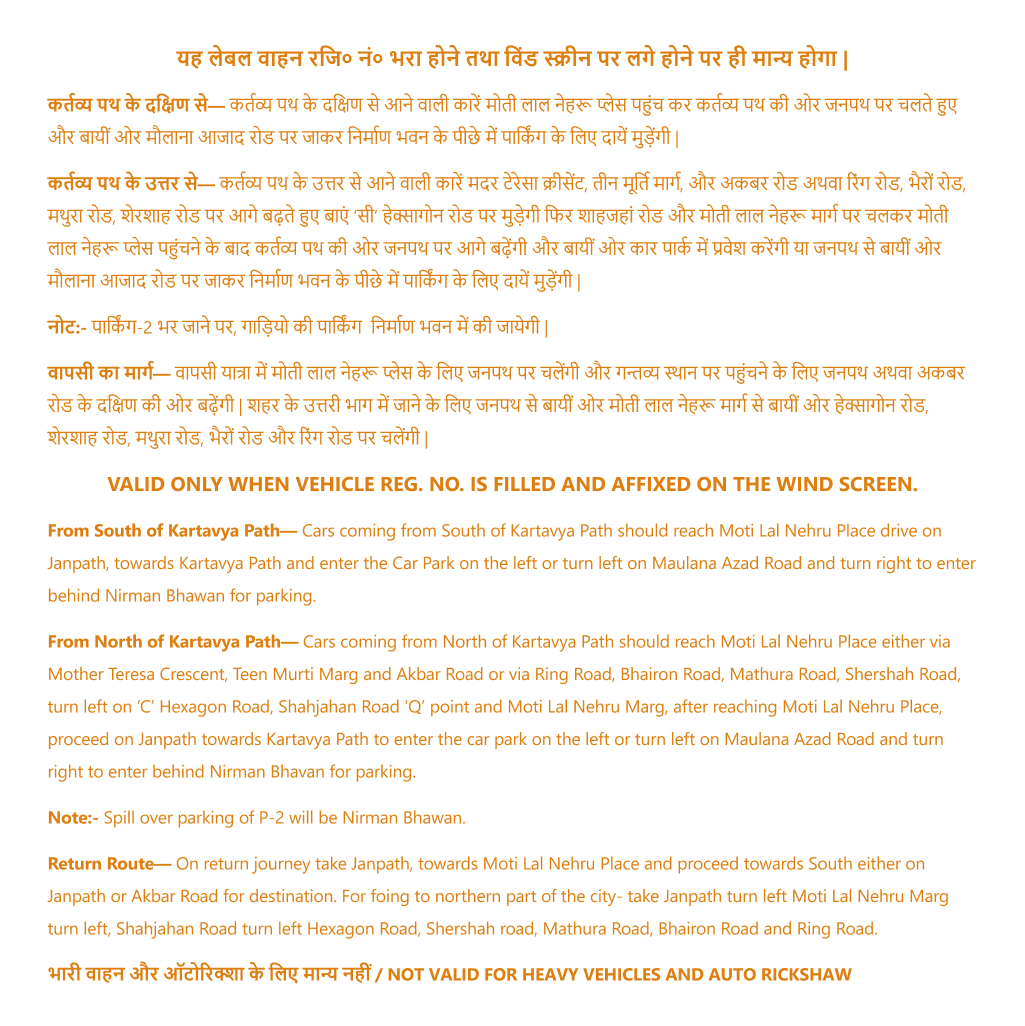 यह लेबल वाहन रजि० नं० भरा होने तथा विंड स्क्रीन पर लगे होने पर ही मान्य होगा |
कर्तव्य पथ के दक्षिण से— कर्तव्य पथ के दक्षिण से आने वाली कारें मोती लाल नेहरू प्लेस पहुंच कर कर्तव्य पथ की ओर जनपथ पर चलते हुए
और बायीं ओर मौलाना आजाद रोड पर जाकर निर्माण भवन के पीछे में पार्किंग के लिए दायें मुड़ेंगी |
कर्तव्य पथ के उत्तर से— कर्तव्य पथ के उत्तर से आने वाली कारें मदर टेरेसा क्रीसेंट, तीन मूर्ति मार्ग, और अकबर रोड अथवा रिंग रोड, भैरों रोड,
मथुरा रोड, शेरशाह रोड पर आगे बढ़ते हुए बाएं ‘सी’ हेक्सागोन रोड पर मुड़ेगी फिर शाहजहां रोड और मोती लाल नेहरू मार्ग पर चलकर मोती
लाल नेहरू प्लेस पहुंचने के बाद कर्तव्य पथ की ओर जनपथ पर आगे बढ़ेंगी और बायीं ओर कार पार्क में प्रवेश करेंगी या जनपथ से बायीं ओर
मौलाना आजाद रोड पर जाकर निर्माण भवन के पीछे में पार्किंग के लिए दायें मुड़ेंगी |
नोट:- पार्किंग-2 भर जाने पर, गाड़ियो की पार्किंग निर्माण भवन में की जायेगी |
वापसी का मार्ग— वापसी यात्रा में मोती लाल नेहरू प्लेस के लिए जनपथ पर चलेंगी और गन्तव्य स्थान पर पहुंचने के लिए जनपथ अथवा अकबर
रोड के दक्षिण की ओर बढ़ेंगी | शहर के उत्तरी भाग में जाने के लिए जनपथ से बायीं ओर मोती लाल नेहरू मार्ग से बायीं ओर हेक्सागोन रोड,
शेरशाह रोड, मथुरा रोड, भैरों रोड और रिंग रोड पर चलेंगी |
VALID ONLY WHEN VEHICLE REG. NO. IS FILLED AND AFFIXED ON THE WIND SCREEN.
From South of Kartavya Path— Cars coming from South of Kartavya Path should reach Moti Lal Nehru Place drive on
Janpath, towards Kartavya Path and enter the Car Park on the left or turn left on Maulana Azad Road and turn right to enter
behind Nirman Bhawan for parking.
From North of Kartavya Path— Cars coming from North of Kartavya Path should reach Moti Lal Nehru Place either via
Mother Teresa Crescent, Teen Murti Marg and Akbar Road or via Ring Road, Bhairon Road, Mathura Road, Shershah Road,
turn left on ‘C’ Hexagon Road, Shahjahan Road ‘Q’ point and Moti Lal Nehru Marg, after reaching Moti Lal Nehru Place,
proceed on Janpath towards Kartavya Path to enter the car park on the left or turn left on Maulana Azad Road and turn
right to enter behind Nirman Bhavan for parking.
Note:- Spill over parking of P-2 will be Nirman Bhawan.
Return Route— On return journey take Janpath, towards Moti Lal Nehru Place and proceed towards South either on
Janpath or Akbar Road for destination. For foing to northern part of the city- take Janpath turn left Moti Lal Nehru Marg
turn left, Shahjahan Road turn left Hexagon Road, Shershah road, Mathura Road, Bhairon Road and Ring Road.
भारी वाहन और ऑटोरिक्शा के लिए मान्य नहीं / NOT VALID FOR HEAVY VEHICLES AND AUTO RICKSHAW